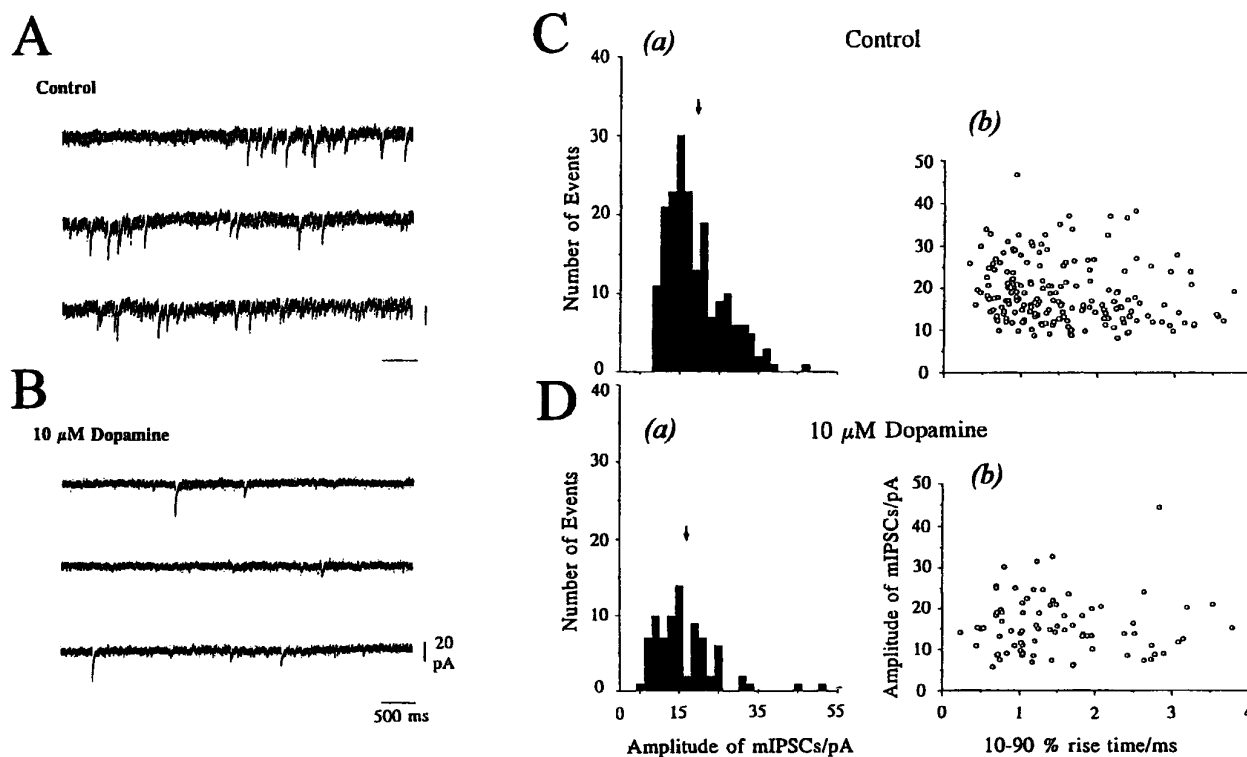 A
Control
B
10 µM Dopamine
20
pA
500 ms
C
(a)
Control
40
30
20
10
0
Number of Events
(b)
50
40
30
20
10
0
D
(a)
10 µM Dopamine
40
30
20
10
0
Number of Events
0 15 35 55
Amplitude of mIPSCs/pA
(b)
50
40
30
20
10
0
Amplitude of mIPSCs/pA
0 1 2 3 4
10-90 % rise time/ms